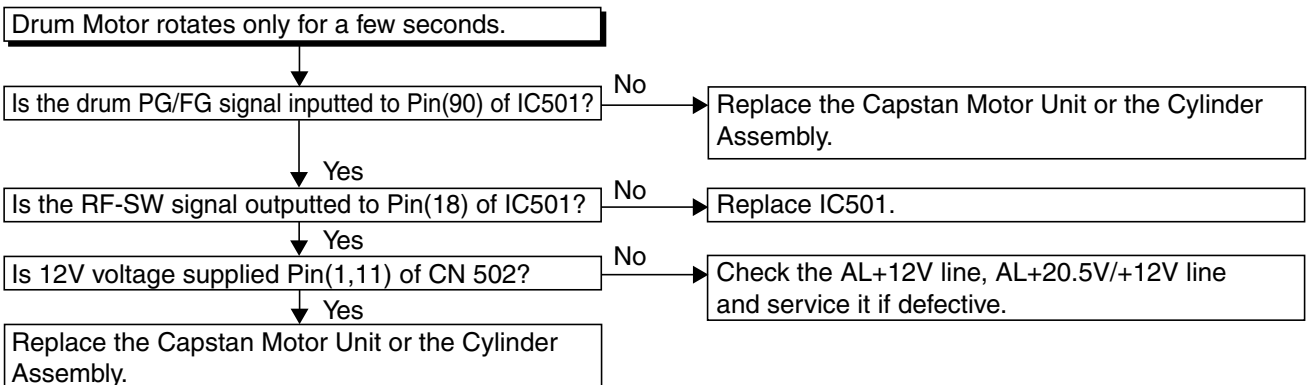 Drum Motor rotates only for a few seconds.
Is the drum PG/FG signal inputted to Pin(90) of IC501?
No
Replace the Capstan Motor Unit or the Cylinder
Assembly.
Yes
Is the RF-SW signal outputted to Pin(18) of IC501?
No
Replace IC501.
Yes
Is 12V voltage supplied Pin(1,11) of CN 502?
No
Check the AL+12V line, AL+20.5V/+12V line
and service it if defective.
Yes
Replace the Capstan Motor Unit or the Cylinder
Assembly.